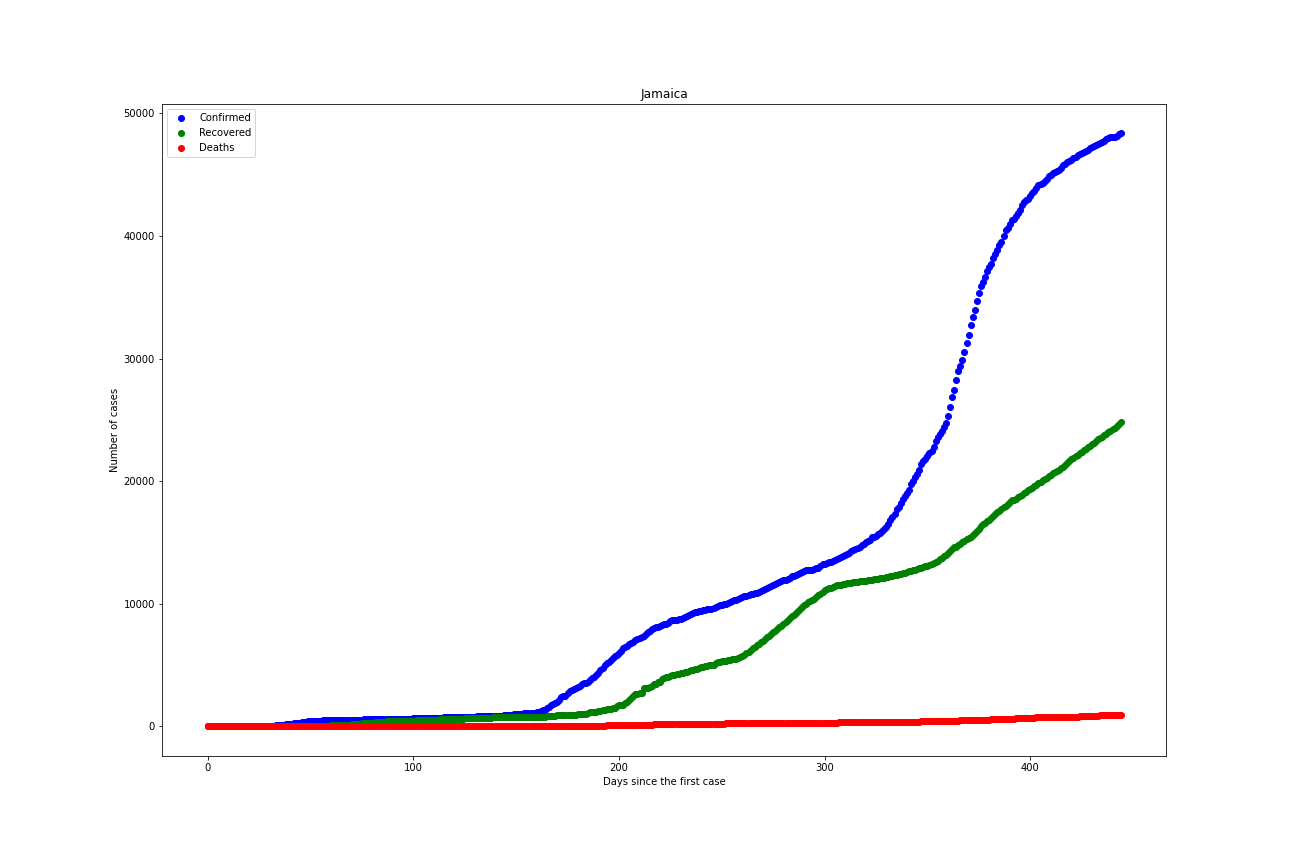 Jamaica
Confirmed
Recovered
Deaths
50000
40000
30000
20000
10000
0
Number of cases
0 100 200 300 400
Days since the first case